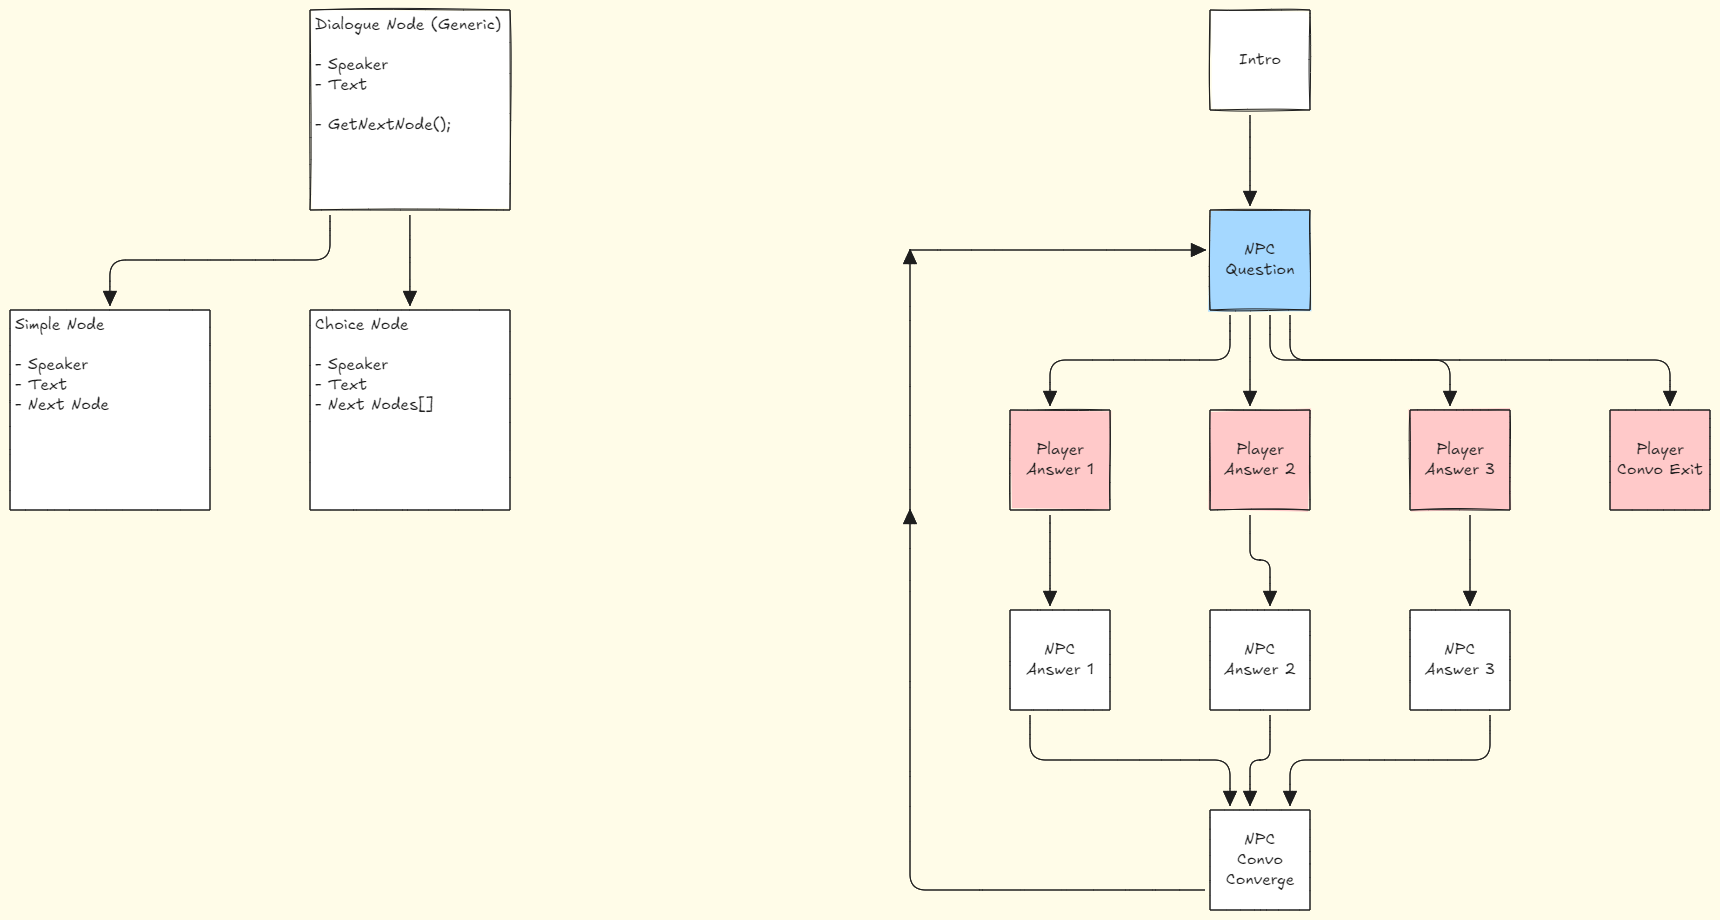 Dialogue Node (Generic)
- Speaker
- Text
- GetNextNode();
Simple Node
- Speaker
- Text
- Next Node
Choice Node
- Speaker
- Text
- Next Nodes[]
Intro
NPC
Question
Player
Answer 1
Player
Answer 2
Player
Answer 3
Player
Convo Exit
NPC
Answer 1
NPC
Answer 2
NPC
Answer 3
NPC
Convo
Converge